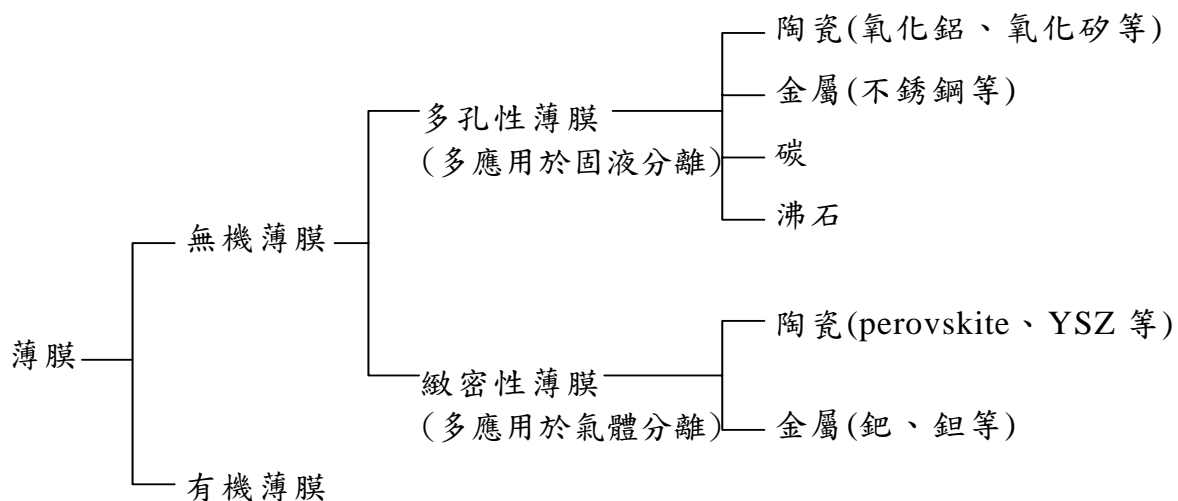 陶瓷(氧化鋁、氧化矽等)
金屬(不銹鋼等)
多孔性薄膜
(多應用於固液分離)
碳
沸石
無機薄膜
陶瓷(perovskite、YSZ 等)
薄膜
緻密性薄膜
(多應用於氣體分離)
金屬(鈀、鉭等)
有機薄膜